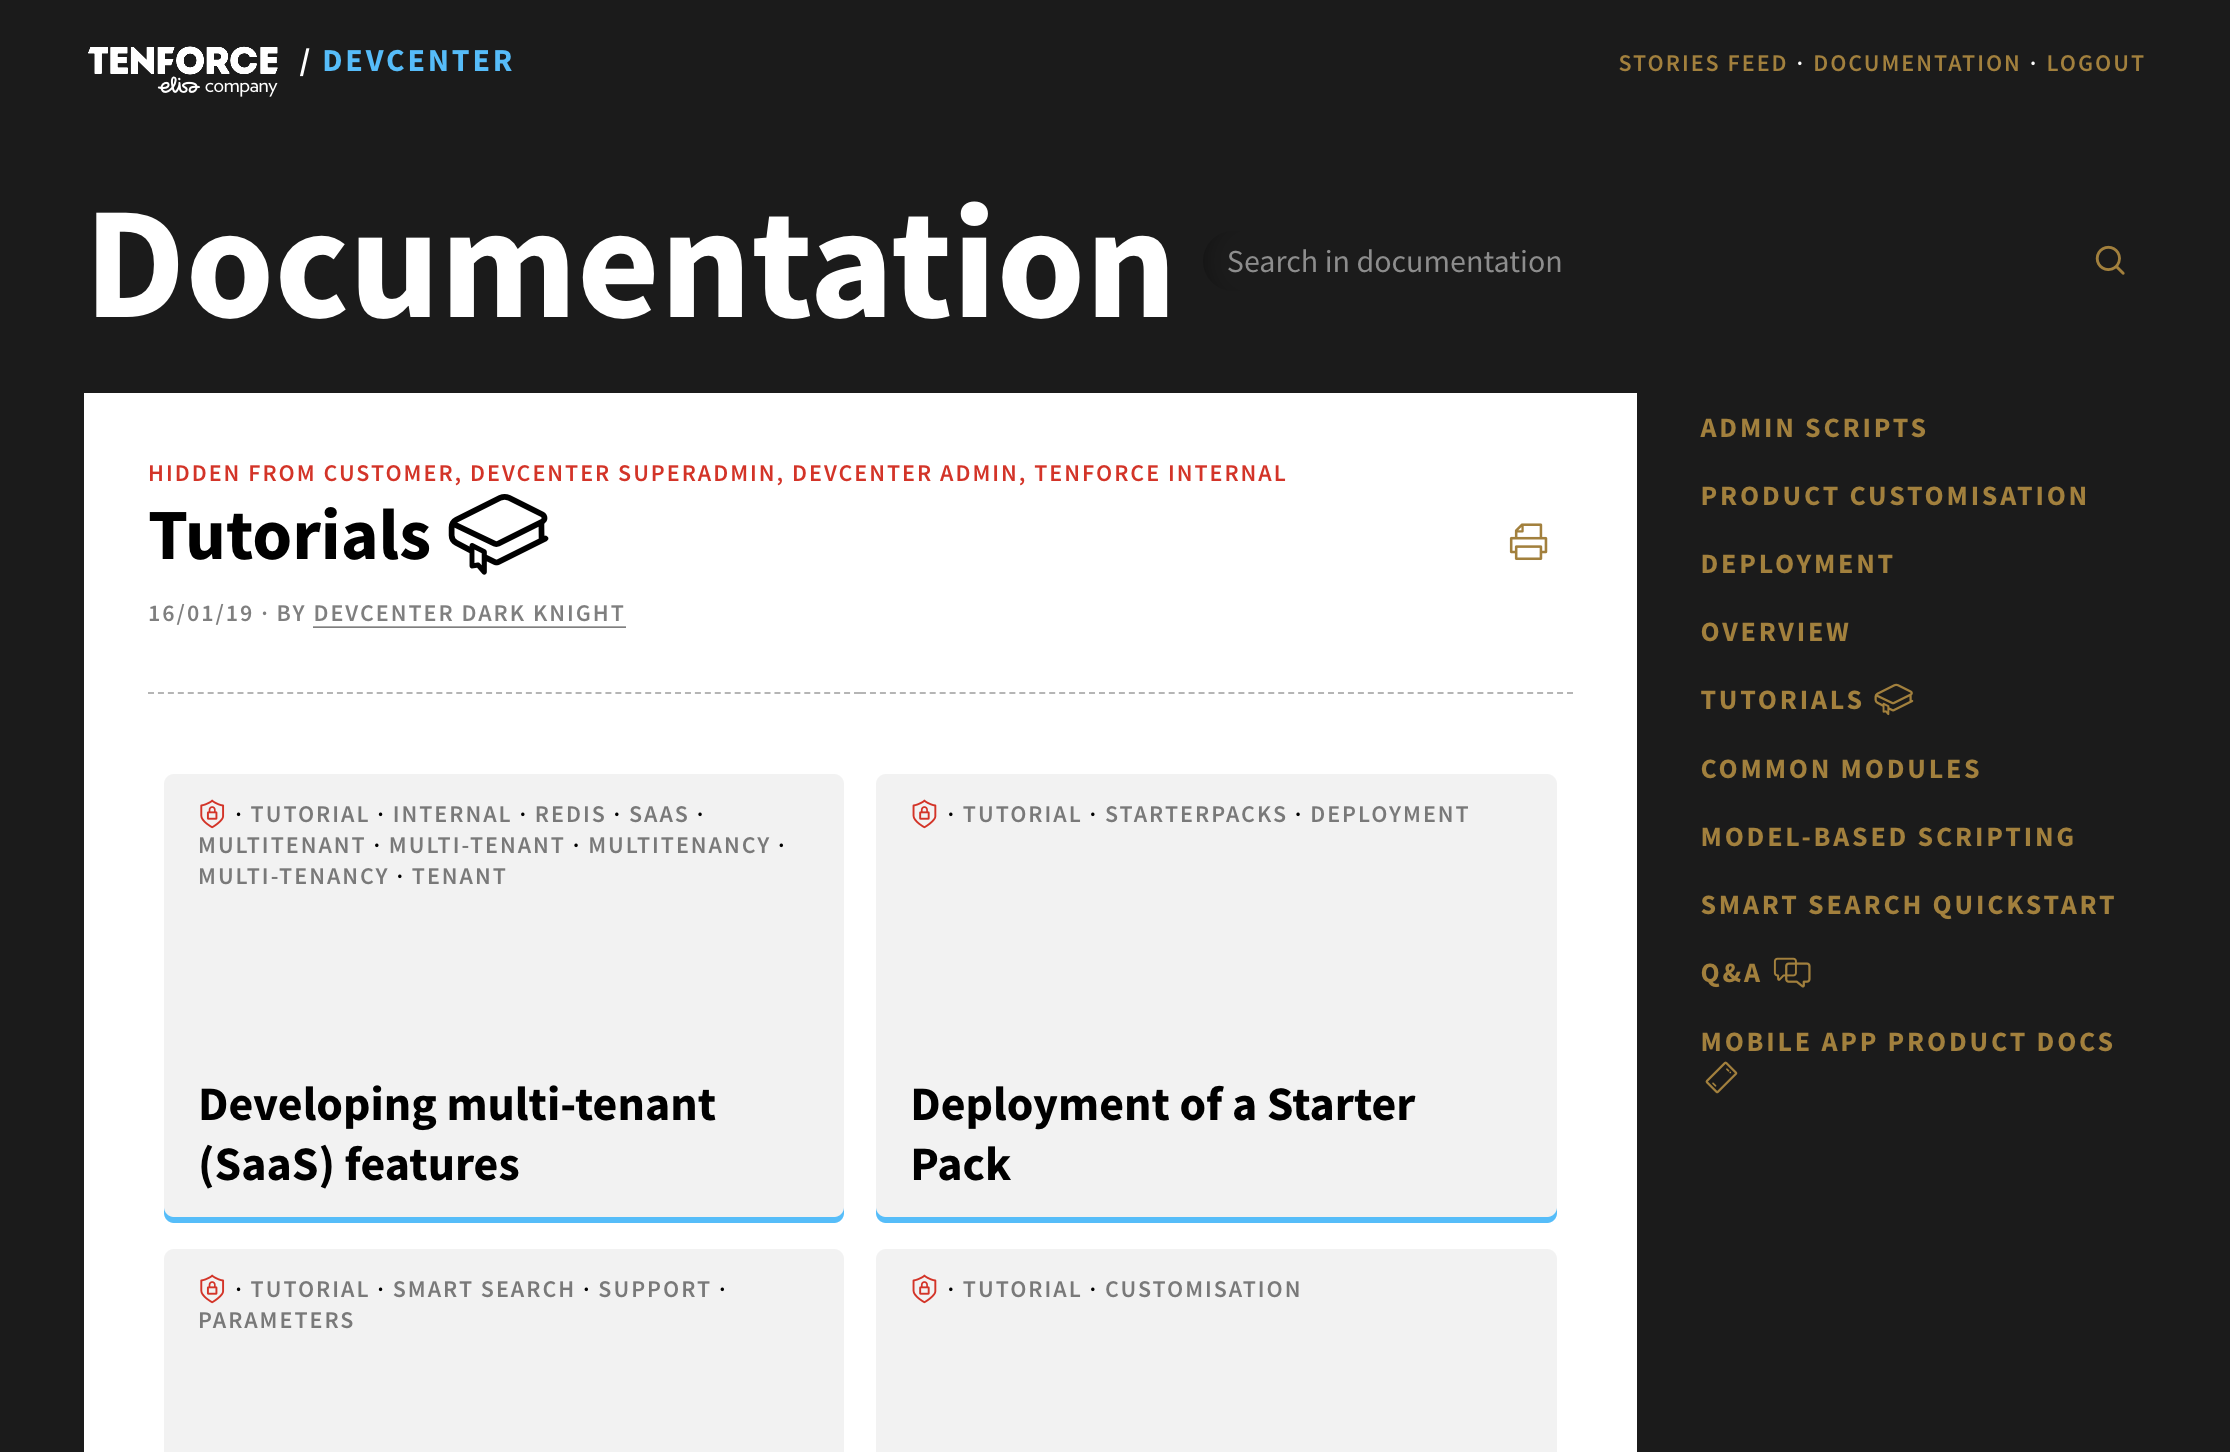 TENFORCE / DEVCENTER
elisa company
STORIES FEED · DOCUMENTATION · LOGOUT
Documentation
Search in documentation
HIDDEN FROM CUSTOMER, DEVCENTER SUPERADMIN, DEVCENTER ADMIN, TENFORCE INTERNAL
Tutorials
16/01/19 · BY DEVCENTER DARK KNIGHT
· TUTORIAL · INTERNAL · REDIS · SAAS ·
MULTITENANT · MULTI-TENANT · MULTITENANCY ·
MULTI-TENANCY · TENANT
Developing multi-tenant
(SaaS) features
· TUTORIAL · STARTERPACKS · DEPLOYMENT
Deployment of a Starter
Pack
· TUTORIAL · SMART SEARCH · SUPPORT ·
PARAMETERS
· TUTORIAL · CUSTOMISATION
ADMIN SCRIPTS
PRODUCT CUSTOMISATION
DEPLOYMENT
OVERVIEW
TUTORIALS
COMMON MODULES
MODEL-BASED SCRIPTING
SMART SEARCH QUICKSTART
Q&A
MOBILE APP PRODUCT DOCS